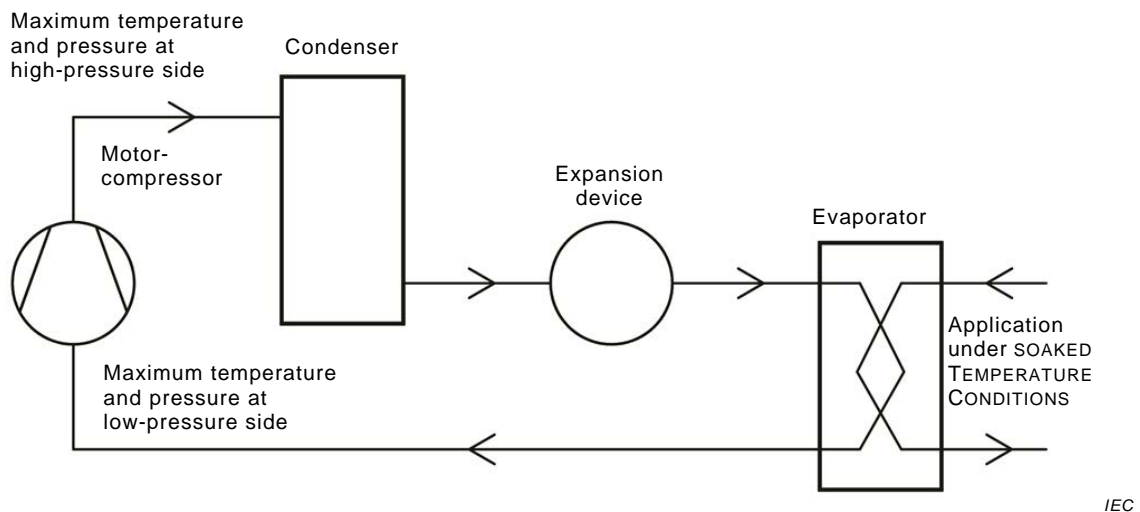 Maximum temperature
and pressure at
high-pressure side
Condenser
Motor-
compressor
Expansion
device
Evaporator
Application
under SOAKED
TEMPERATURE
CONDITIONS
Maximum temperature
and pressure at
low-pressure side
IEC